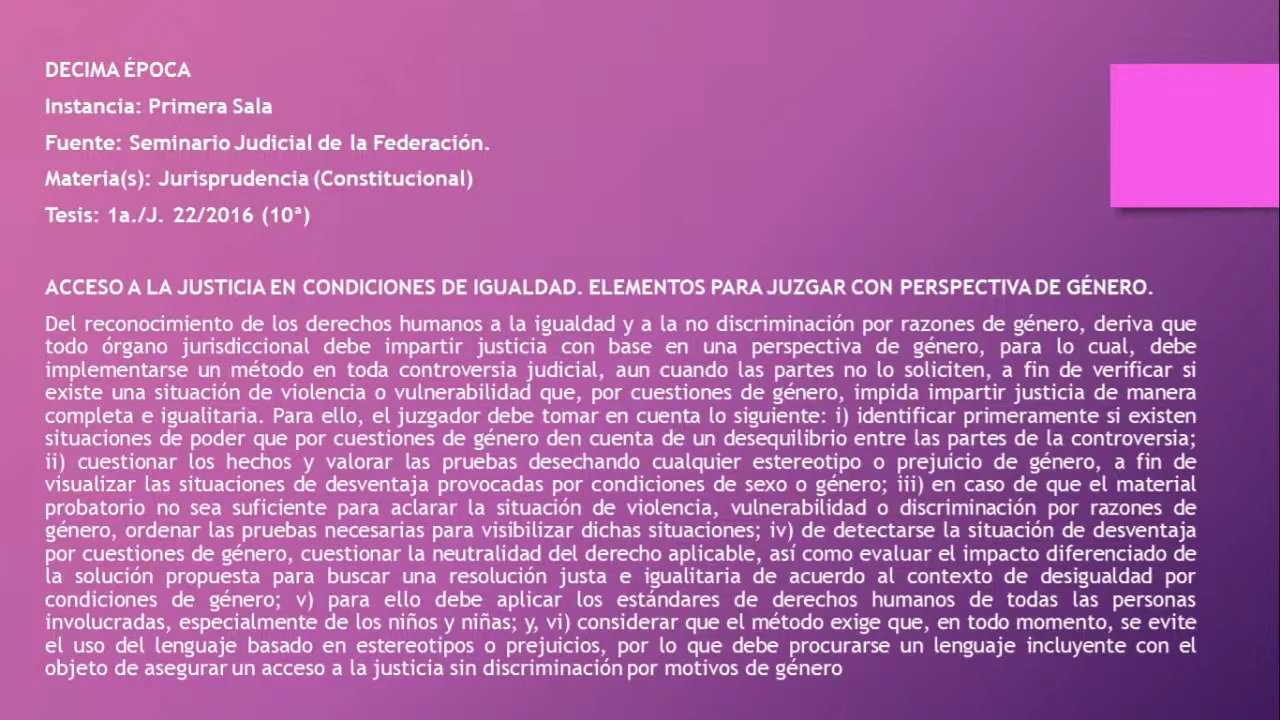 DECIMA ÉPOCA
Instancia: Primera Sala
Fuente: Seminario Judicial de la Federación.
Materia(s): Jurisprudencia (Constitucional)
Tesis: 1a./J. 22/2016 (10ª)
ACCESO A LA JUSTICIA EN CONDICIONES DE IGUALDAD. ELEMENTOS PARA JUZGAR CON PERSPECTIVA DE GÉNERO.
Del reconocimiento de los derechos humanos a la igualdad y a la no discriminación por razones de género, deriva que
todo órgano jurisdiccional debe impartir justicia con base en una perspectiva de género, para lo cual, debe
implementarse un método en toda controversia judicial, aun cuando las partes no lo soliciten, a fin de verificar si
existe una situación de violencia o vulnerabilidad que, por cuestiones de género, impida impartir justicia de manera
completa e igualitaria. Para ello, el juzgador debe tomar en cuenta lo siguiente: i) identificar primeramente si existen
situaciones de poder que por cuestiones de género den cuenta de un desequilibrio entre las partes de la controversia;
ii) cuestionar los hechos y valorar las pruebas desechando cualquier estereotipo o prejuicio de género, a fin de
visualizar las situaciones de desventaja provocadas por condiciones de sexo o género; iii) en caso de que el material
probatorio no sea suficiente para aclarar la situación de violencia, vulnerabilidad o discriminación por razones de
género, ordenar las pruebas necesarias para visibilizar dichas situaciones; iv) de detectarse la situación de desventaja
por cuestiones de género, cuestionar la neutralidad del derecho aplicable, así como evaluar el impacto diferenciado de
la solución propuesta para buscar una resolución justa e igualitaria de acuerdo al contexto de desigualdad por
condiciones de género; v) para ello debe aplicar los estándares de derechos humanos de todas las personas
involucradas, especialmente de los niños y niñas; y, vi) considerar que el método exige que, en todo momento, se evite
el uso del lenguaje basado en estereotipos o prejuicios, por lo que debe procurarse un lenguaje incluyente con el
objeto de asegurar un acceso a la justicia sin discriminación por motivos de género